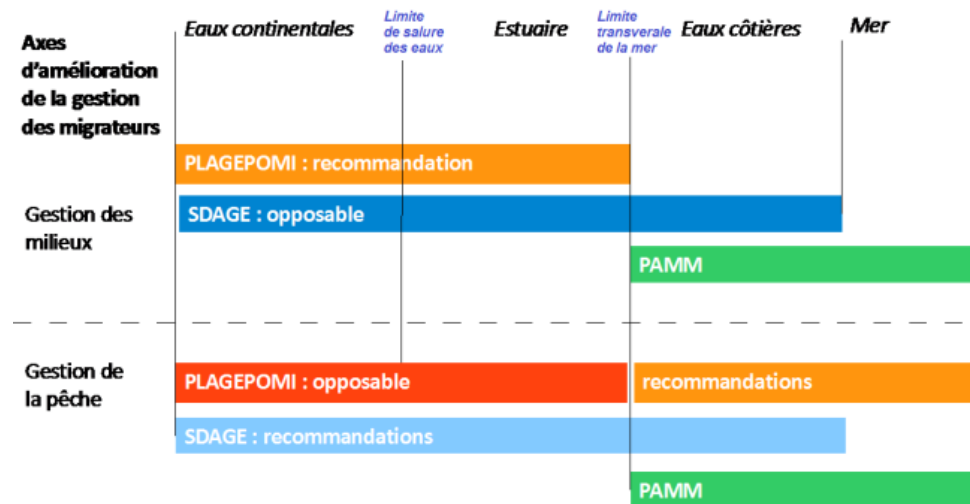 Eaux continentales
Limite
de salure
des eaux
Estuaire
Limite
transverale
de la mer
Eaux côtières
Mer
Axes
d'amélioration
de la gestion
des migrateurs
PLAGEPOMI : recommandation
Gestion des
milieux
SDAGE : opposable
PAMM
Gestion de
la pêche
PLAGEPOMI : opposable
recommandations
SDAGE : recommandations
PAMM